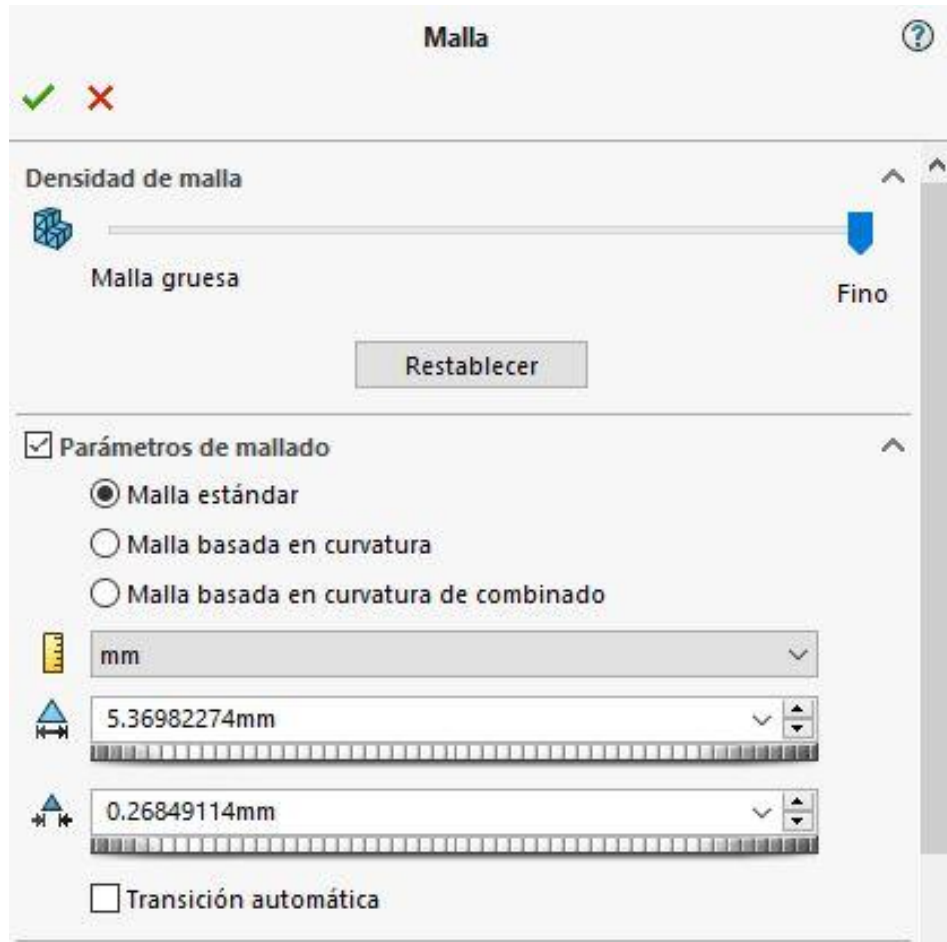 Malla
Densidad de malla
Malla gruesa
Fino
Restablecer
Parámetros de mallado
Malla estándar
Malla basada en curvatura
Malla basada en curvatura de combinado
mm
5.36982274mm
0.26849114mm
Transición automática